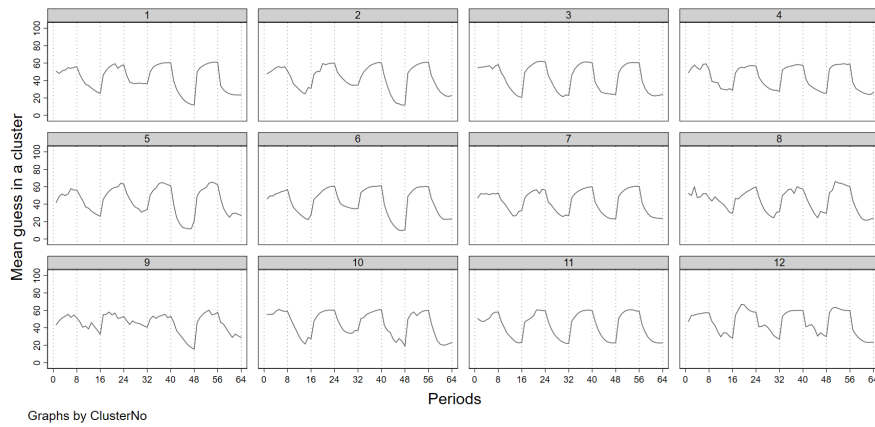 1 2 3 4
0 20 40 60 80 100
5 6 7 8
0 20 40 60 80 100
9 10 11 12
0 20 40 60 80 100
0 8 16 24 32 40 48 56 64 0 8 16 24 32 40 48 56 64 0 8 16 24 32 40 48 56 64 0 8 16 24 32 40 48 56 64
Mean guess in a cluster
Periods
Graphs by ClusterNo